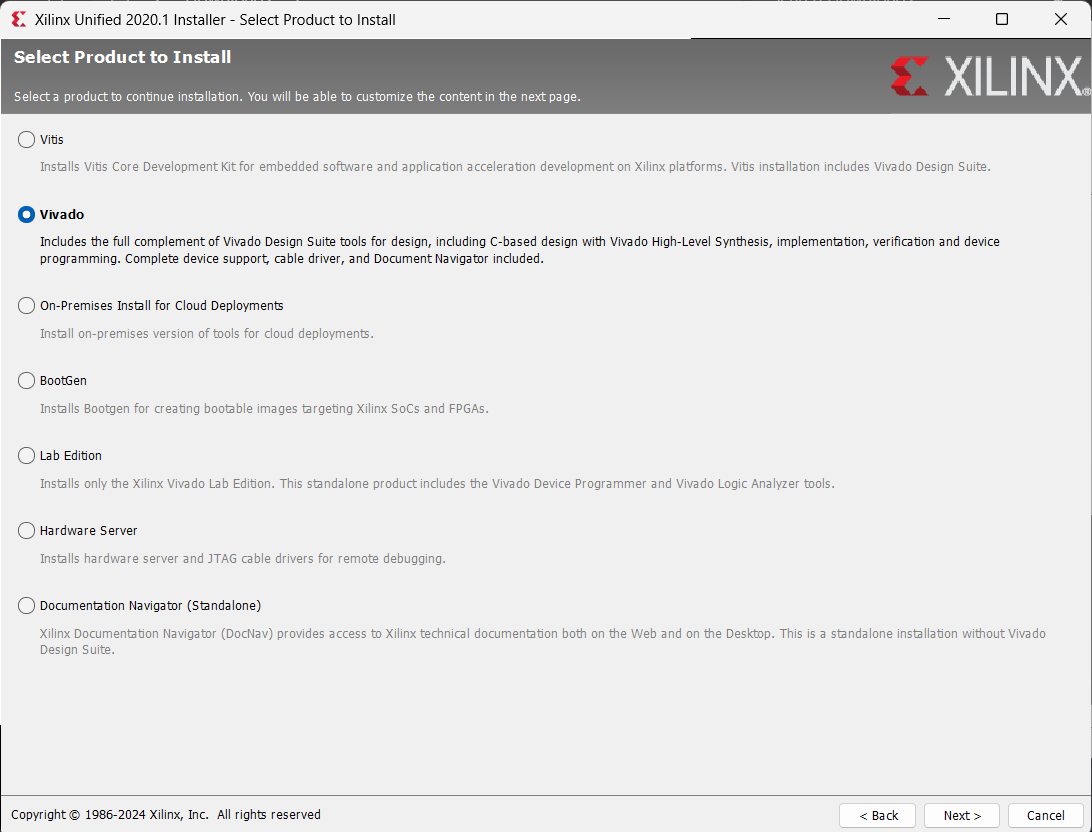 Xilinx Unified 2020.1 Installer - Select Product to Install
Select Product to Install
Select a product to continue installation. You will be able to customize the content in the next page.
XILINX®
Vitis
Installs Vitis Core Development Kit for embedded software and application acceleration development on Xilinx platforms. Vitis installation includes Vivado Design Suite.
Vivado
Includes the full complement of Vivado Design Suite tools for design, including C-based design with Vivado High-Level Synthesis, implementation, verification and device
programming. Complete device support, cable driver, and Document Navigator included.
On-Premises Install for Cloud Deployments
Install on-premises version of tools for cloud deployments.
BootGen
Installs Bootgen for creating bootable images targeting Xilinx SoCs and FPGAs.
Lab Edition
Installs only the Xilinx Vivado Lab Edition. This standalone product includes the Vivado Device Programmer and Vivado Logic Analyzer tools.
Hardware Server
Installs hardware server and JTAG cable drivers for remote debugging.
Documentation Navigator (Standalone)
Xilinx Documentation Navigator (DocNav) provides access to Xilinx technical documentation both on the Web and on the Desktop. This is a standalone installation without Vivado
Design Suite.
Copyright © 1986-2024 Xilinx, Inc. All rights reserved
< Back
Next >
Cancel